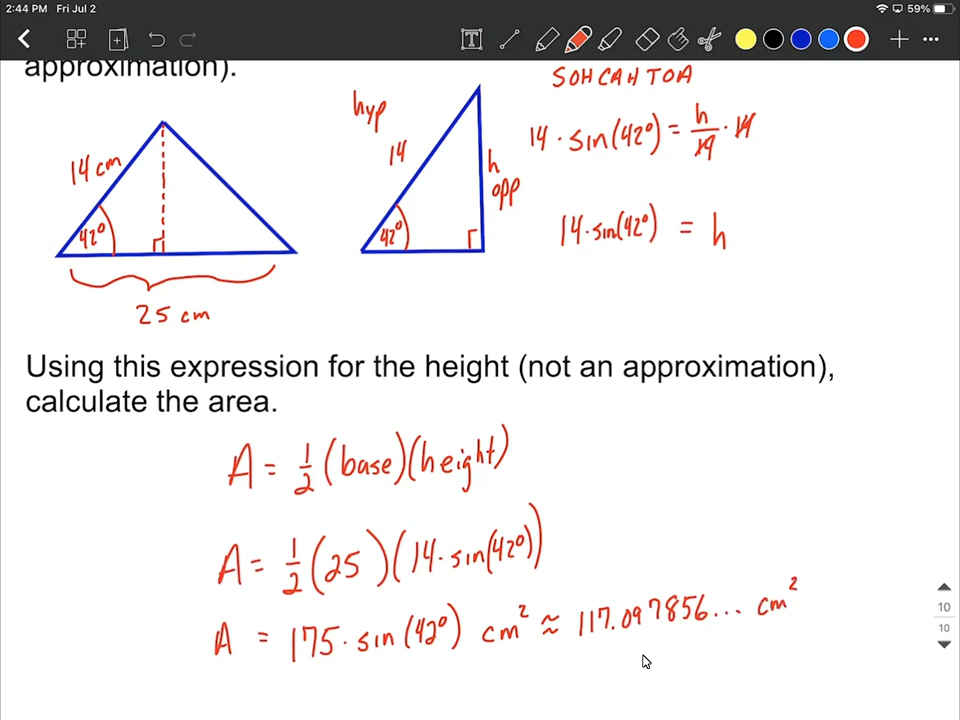 2:44 PM Fri Jul 2 59%
approximation).
SOHCAHTOA
14 cm
42°
25 cm
hyp
14
h
opp
42°
14 · sin(42°) = h/14 · 14
14·sin(42°) = h
Using this expression for the height (not an approximation),
calculate the area.
A = 1/2 (base)(height)
A = 1/2 (25)(14·sin(42°))
A = 175·sin(42°) cm² ≈ 117.097856... cm²
10
10